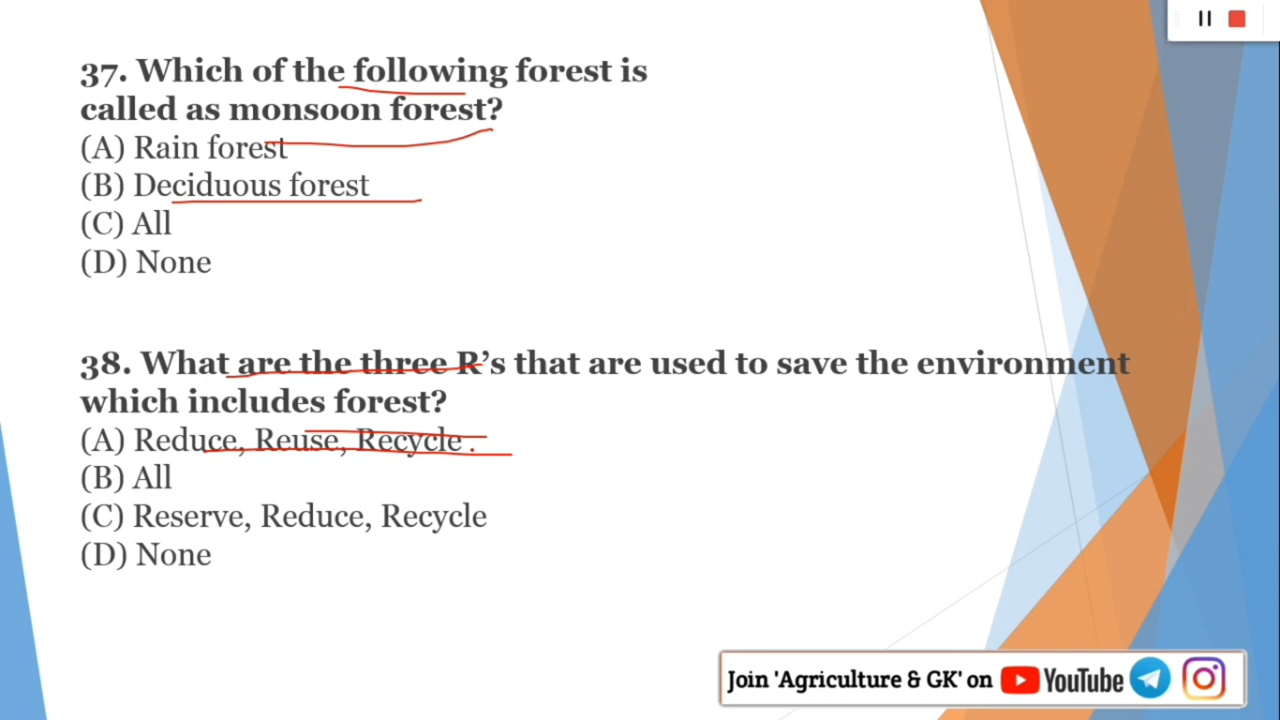 37. Which of the following forest is
called as monsoon forest?
(A) Rain forest
(B) Deciduous forest
(C) All
(D) None
38. What are the three R’s that are used to save the environment
which includes forest?
(A) Reduce, Reuse, Recycle .
(B) All
(C) Reserve, Reduce, Recycle
(D) None
Join 'Agriculture & GK' on YouTube